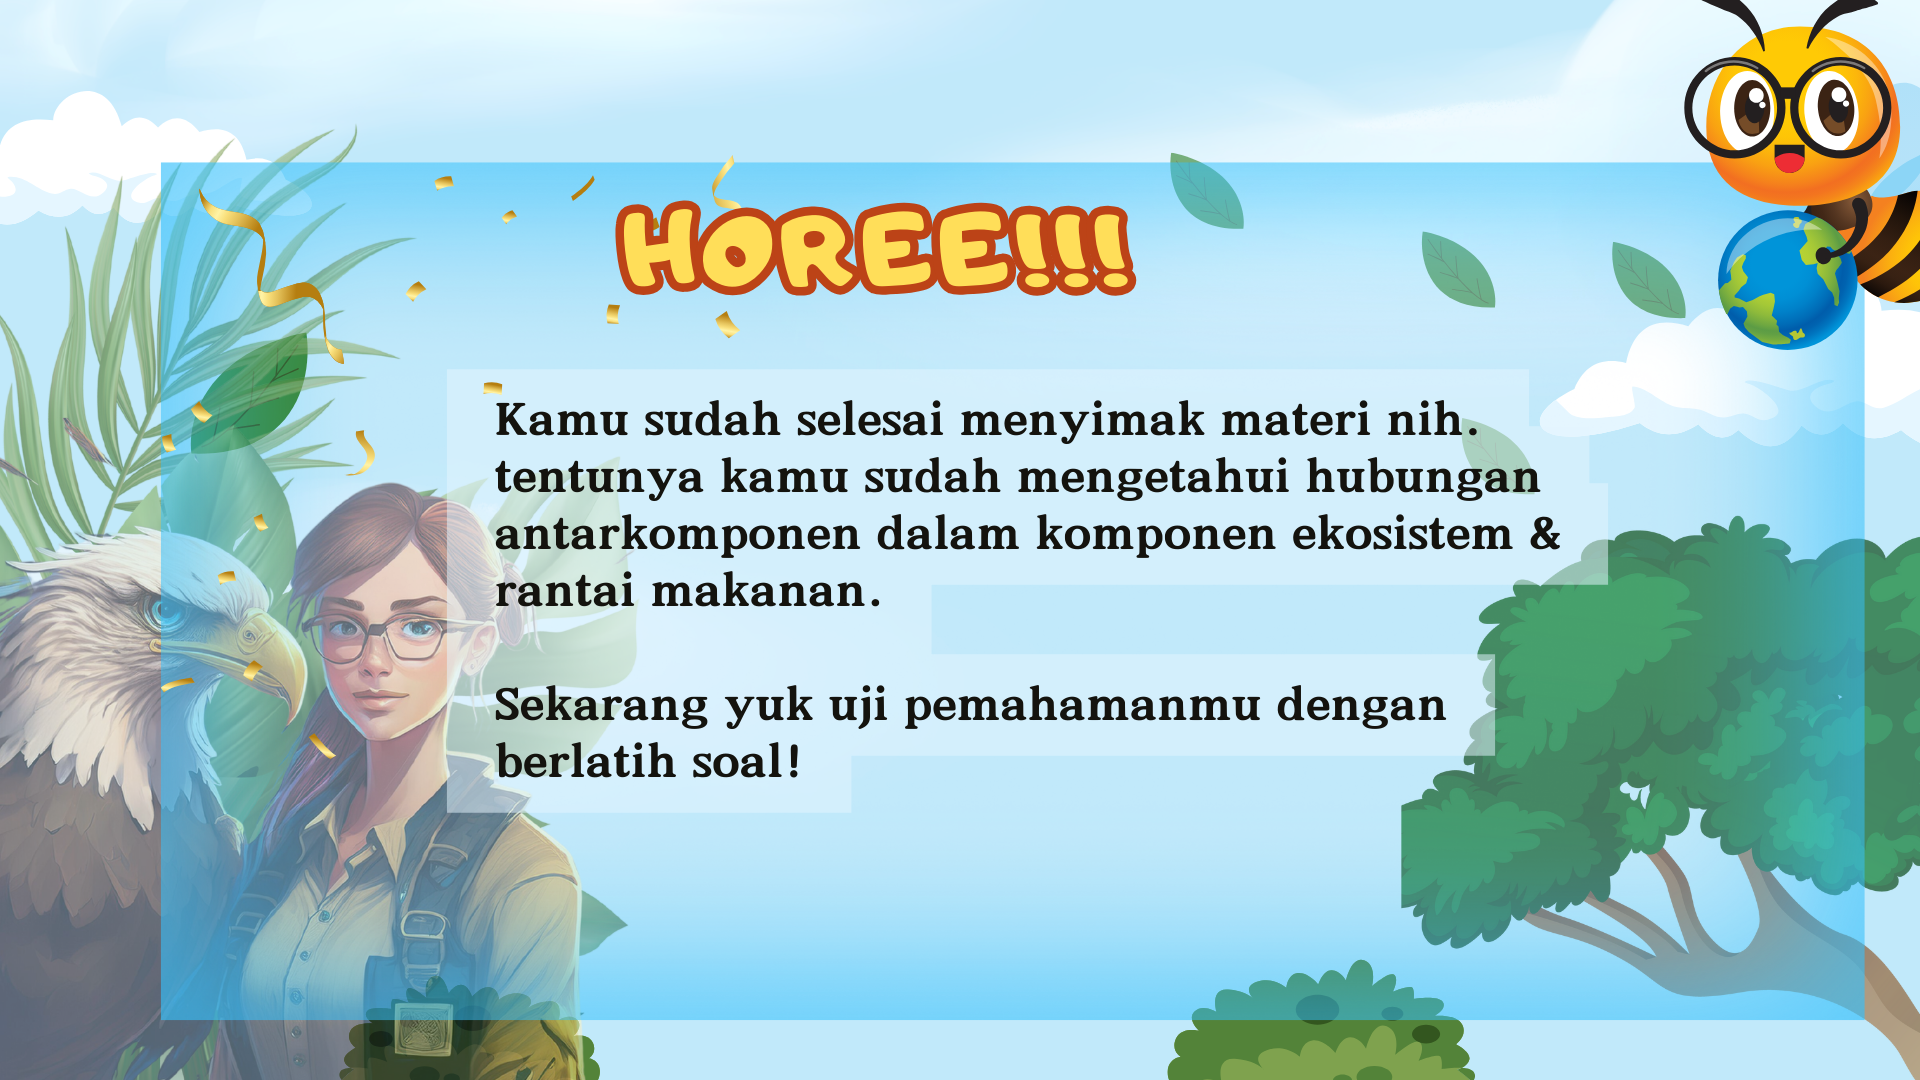 HOREE!!!
Kamu sudah selesai menyimak materi nih.
tentunya kamu sudah mengetahui hubungan
antarkomponen dalam komponen ekosistem &
rantai makanan.
Sekarang yuk uji pemahamanmu dengan
berlatih soal!